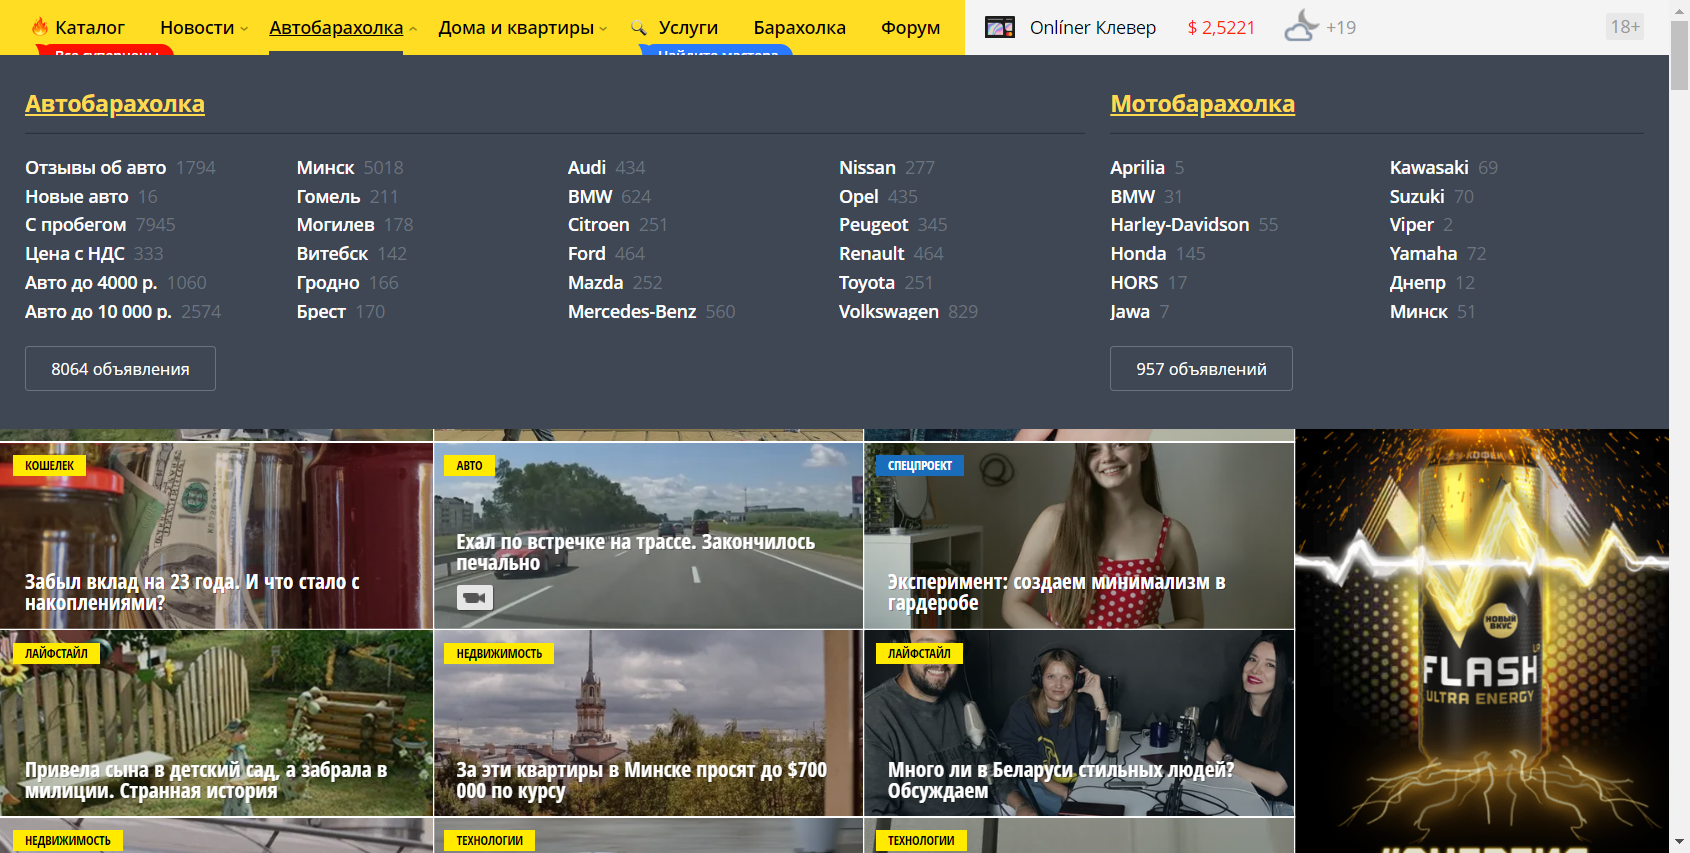 Каталог
Новости
Автобарахолка
Дома и квартиры
Услуги
Барахолка
Форум
Onlíner Клевер
$ 2,5221
+19
18+
Все суперцены
Найдите мастера
Автобарахолка
Мотобарахолка
Отзывы об авто 1794
Новые авто 16
С пробегом 7945
Цена с НДС 333
Авто до 4000 р. 1060
Авто до 10 000 р. 2574
Минск 5018
Гомель 211
Могилев 178
Витебск 142
Гродно 166
Брест 170
Audi 434
BMW 624
Citroen 251
Ford 464
Mazda 252
Mercedes-Benz 560
Nissan 277
Opel 435
Peugeot 345
Renault 464
Toyota 251
Volkswagen 829
Aprilia 5
BMW 31
Harley-Davidson 55
Honda 145
HORS 17
Jawa 7
Kawasaki 69
Suzuki 70
Viper 2
Yamaha 72
Днепр 12
Минск 51
8064 объявления
957 объявлений
КОШЕЛЕК
Забыл вклад на 23 года. И что стало с
накоплениями?
АВТО
Ехал по встречке на трассе. Закончилось
печально
СПЕЦПРОЕКТ
Эксперимент: создаем минимализм в
гардеробе
ЛАЙФСТАЙЛ
Привела сына в детский сад, а забрала в
милиции. Странная история
НЕДВИЖИМОСТЬ
За эти квартиры в Минске просят до $700
000 по курсу
ЛАЙФСТАЙЛ
Много ли в Беларуси стильных людей?
Обсуждаем
НЕДВИЖИМОСТЬ
ТЕХНОЛОГИИ
ТЕХНОЛОГИИ
НОВЫЙ
ВКУС
FLASH
ULTRA ENERGY